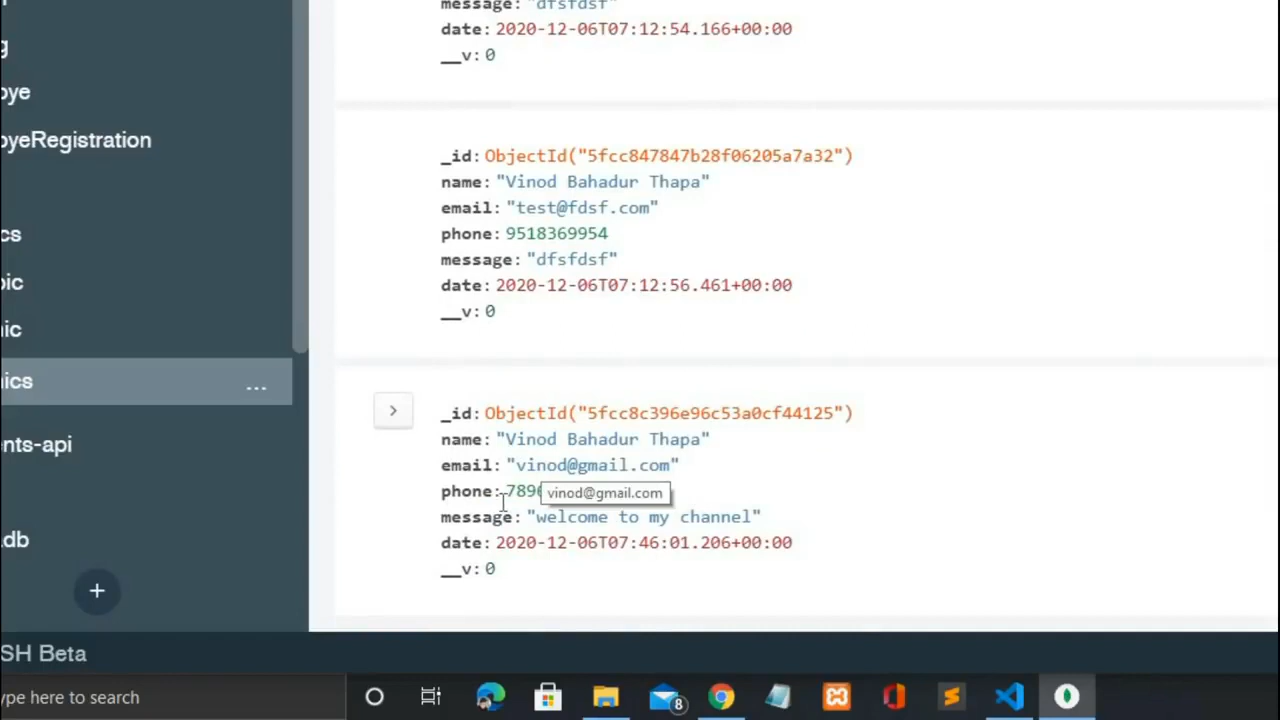 message: "dfsfdsf"
date: 2020-12-06T07:12:54.166+00:00
__v: 0
g
oye
oyeRegistration
_id: ObjectId("5fcc847847b28f06205a7a32")
name: "Vinod Bahadur Thapa"
email: "test@fdsf.com"
phone: 9518369954
message: "dfsfdsf"
date: 2020-12-06T07:12:56.461+00:00
__v: 0
cs
pic
nic
nics ...
_id: ObjectId("5fcc8c396e96c53a0cf44125")
name: "Vinod Bahadur Thapa"
email: "vinod@gmail.com"
phone: 789
vinod@gmail.com
message: "welcome to my channel"
date: 2020-12-06T07:46:01.206+00:00
__v: 0
ents-api
db
+
SH Beta
ype here to search
8